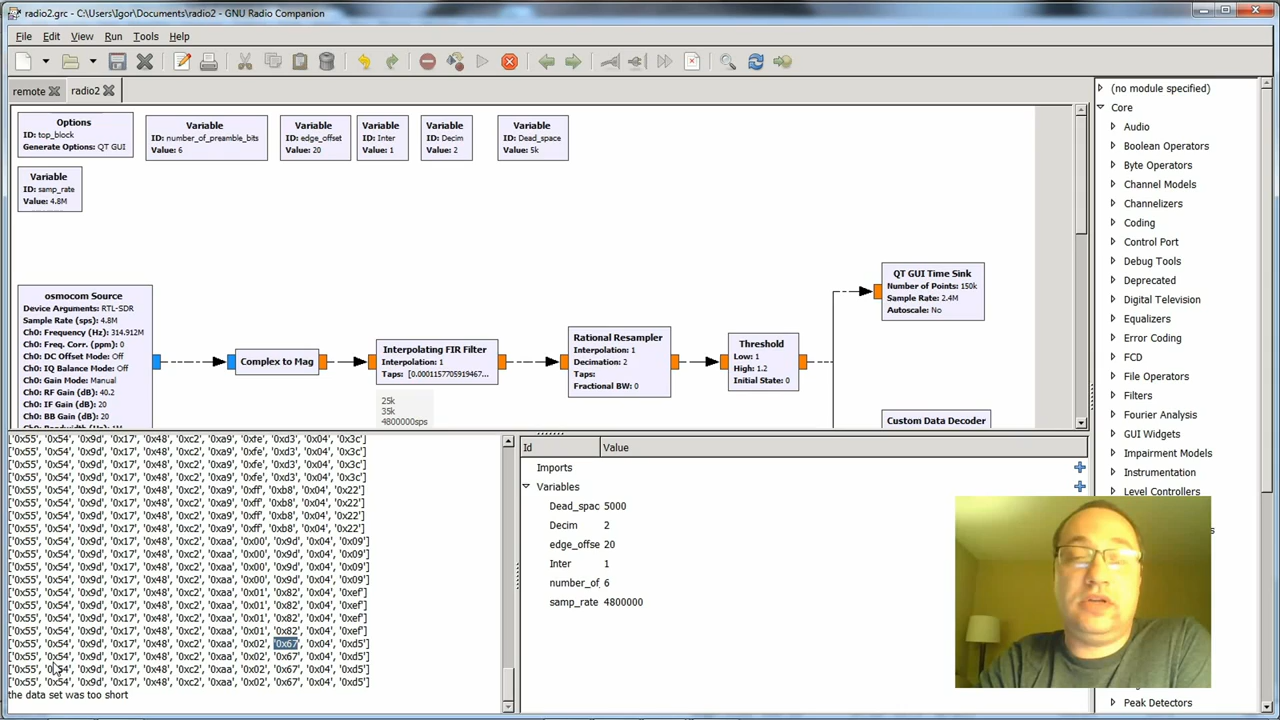 radio2.grc - C:\Users\Igor\Documents\radio2 - GNU Radio Companion
File Edit View Run Tools Help
remote radio2
Options
ID: top_block
Generate Options: QT GUI
Variable
ID: number_of_preamble_bits
Value: 6
Variable
ID: edge_offset
Value: 20
Variable
ID: Inter
Value: 1
Variable
ID: Decim
Value: 2
Variable
ID: Dead_space
Value: 5k
Variable
ID: samp_rate
Value: 4.8M
osmocom Source
Device Arguments: RTL-SDR
Sample Rate (sps): 4.8M
Ch0: Frequency (Hz): 314.912M
Ch0: Freq. Corr. (ppm): 0
Ch0: DC Offset Mode: Off
Ch0: IQ Balance Mode: Off
Ch0: Gain Mode: Manual
Ch0: RF Gain (dB): 40.2
Ch0: IF Gain (dB): 20
Ch0: BB Gain (dB): 20
Complex to Mag
Interpolating FIR Filter
Interpolation: 1
Taps: [0.0001157705919467...
25k
35k
4800000sps
Rational Resampler
Interpolation: 1
Decimation: 2
Taps:
Fractional BW: 0
Threshold
Low: 1
High: 1.2
Initial State: 0
QT GUI Time Sink
Number of Points: 150k
Sample Rate: 2.4M
Autoscale: No
Custom Data Decoder
(no module specified)
Core
Audio
Boolean Operators
Byte Operators
Channel Models
Channelizers
Coding
Control Port
Debug Tools
Deprecated
Digital Television
Equalizers
Error Coding
FCD
File Operators
Filters
Fourier Analysis
GUI Widgets
Impairment Models
Instrumentation
Level Controllers
Peak Detectors
['0x55', '0x54', '0x9d', '0x17', '0x48', '0xc2', '0xa9', '0xfe', '0xd3', '0x04', '0x3c']
['0x55', '0x54', '0x9d', '0x17', '0x48', '0xc2', '0xa9', '0xfe', '0xd3', '0x04', '0x3c']
['0x55', '0x54', '0x9d', '0x17', '0x48', '0xc2', '0xa9', '0xfe', '0xd3', '0x04', '0x3c']
['0x55', '0x54', '0x9d', '0x17', '0x48', '0xc2', '0xa9', '0xfe', '0xd3', '0x04', '0x3c']
['0x55', '0x54', '0x9d', '0x17', '0x48', '0xc2', '0xa9', '0xff', '0xb8', '0x04', '0x22']
['0x55', '0x54', '0x9d', '0x17', '0x48', '0xc2', '0xa9', '0xff', '0xb8', '0x04', '0x22']
['0x55', '0x54', '0x9d', '0x17', '0x48', '0xc2', '0xa9', '0xff', '0xb8', '0x04', '0x22']
['0x55', '0x54', '0x9d', '0x17', '0x48', '0xc2', '0xa9', '0xff', '0xb8', '0x04', '0x22']
['0x55', '0x54', '0x9d', '0x17', '0x48', '0xc2', '0xaa', '0x00', '0x9d', '0x04', '0x09']
['0x55', '0x54', '0x9d', '0x17', '0x48', '0xc2', '0xaa', '0x00', '0x9d', '0x04', '0x09']
['0x55', '0x54', '0x9d', '0x17', '0x48', '0xc2', '0xaa', '0x00', '0x9d', '0x04', '0x09']
['0x55', '0x54', '0x9d', '0x17', '0x48', '0xc2', '0xaa', '0x00', '0x9d', '0x04', '0x09']
['0x55', '0x54', '0x9d', '0x17', '0x48', '0xc2', '0xaa', '0x01', '0x82', '0x04', '0xef']
['0x55', '0x54', '0x9d', '0x17', '0x48', '0xc2', '0xaa', '0x01', '0x82', '0x04', '0xef']
['0x55', '0x54', '0x9d', '0x17', '0x48', '0xc2', '0xaa', '0x01', '0x82', '0x04', '0xef']
['0x55', '0x54', '0x9d', '0x17', '0x48', '0xc2', '0xaa', '0x01', '0x82', '0x04', '0xef']
['0x55', '0x54', '0x9d', '0x17', '0x48', '0xc2', '0xaa', '0x02', '0x67', '0x04', '0xd5']
['0x55', '0x54', '0x9d', '0x17', '0x48', '0xc2', '0xaa', '0x02', '0x67', '0x04', '0xd5']
['0x55', '0x54', '0x9d', '0x17', '0x48', '0xc2', '0xaa', '0x02', '0x67', '0x04', '0xd5']
['0x55', '0x54', '0x9d', '0x17', '0x48', '0xc2', '0xaa', '0x02', '0x67', '0x04', '0xd5']
the data set was too short
Id Value
Imports
Variables
Dead_spac 5000
Decim 2
edge_offse 20
Inter 1
number_of_ 6
samp_rate 4800000